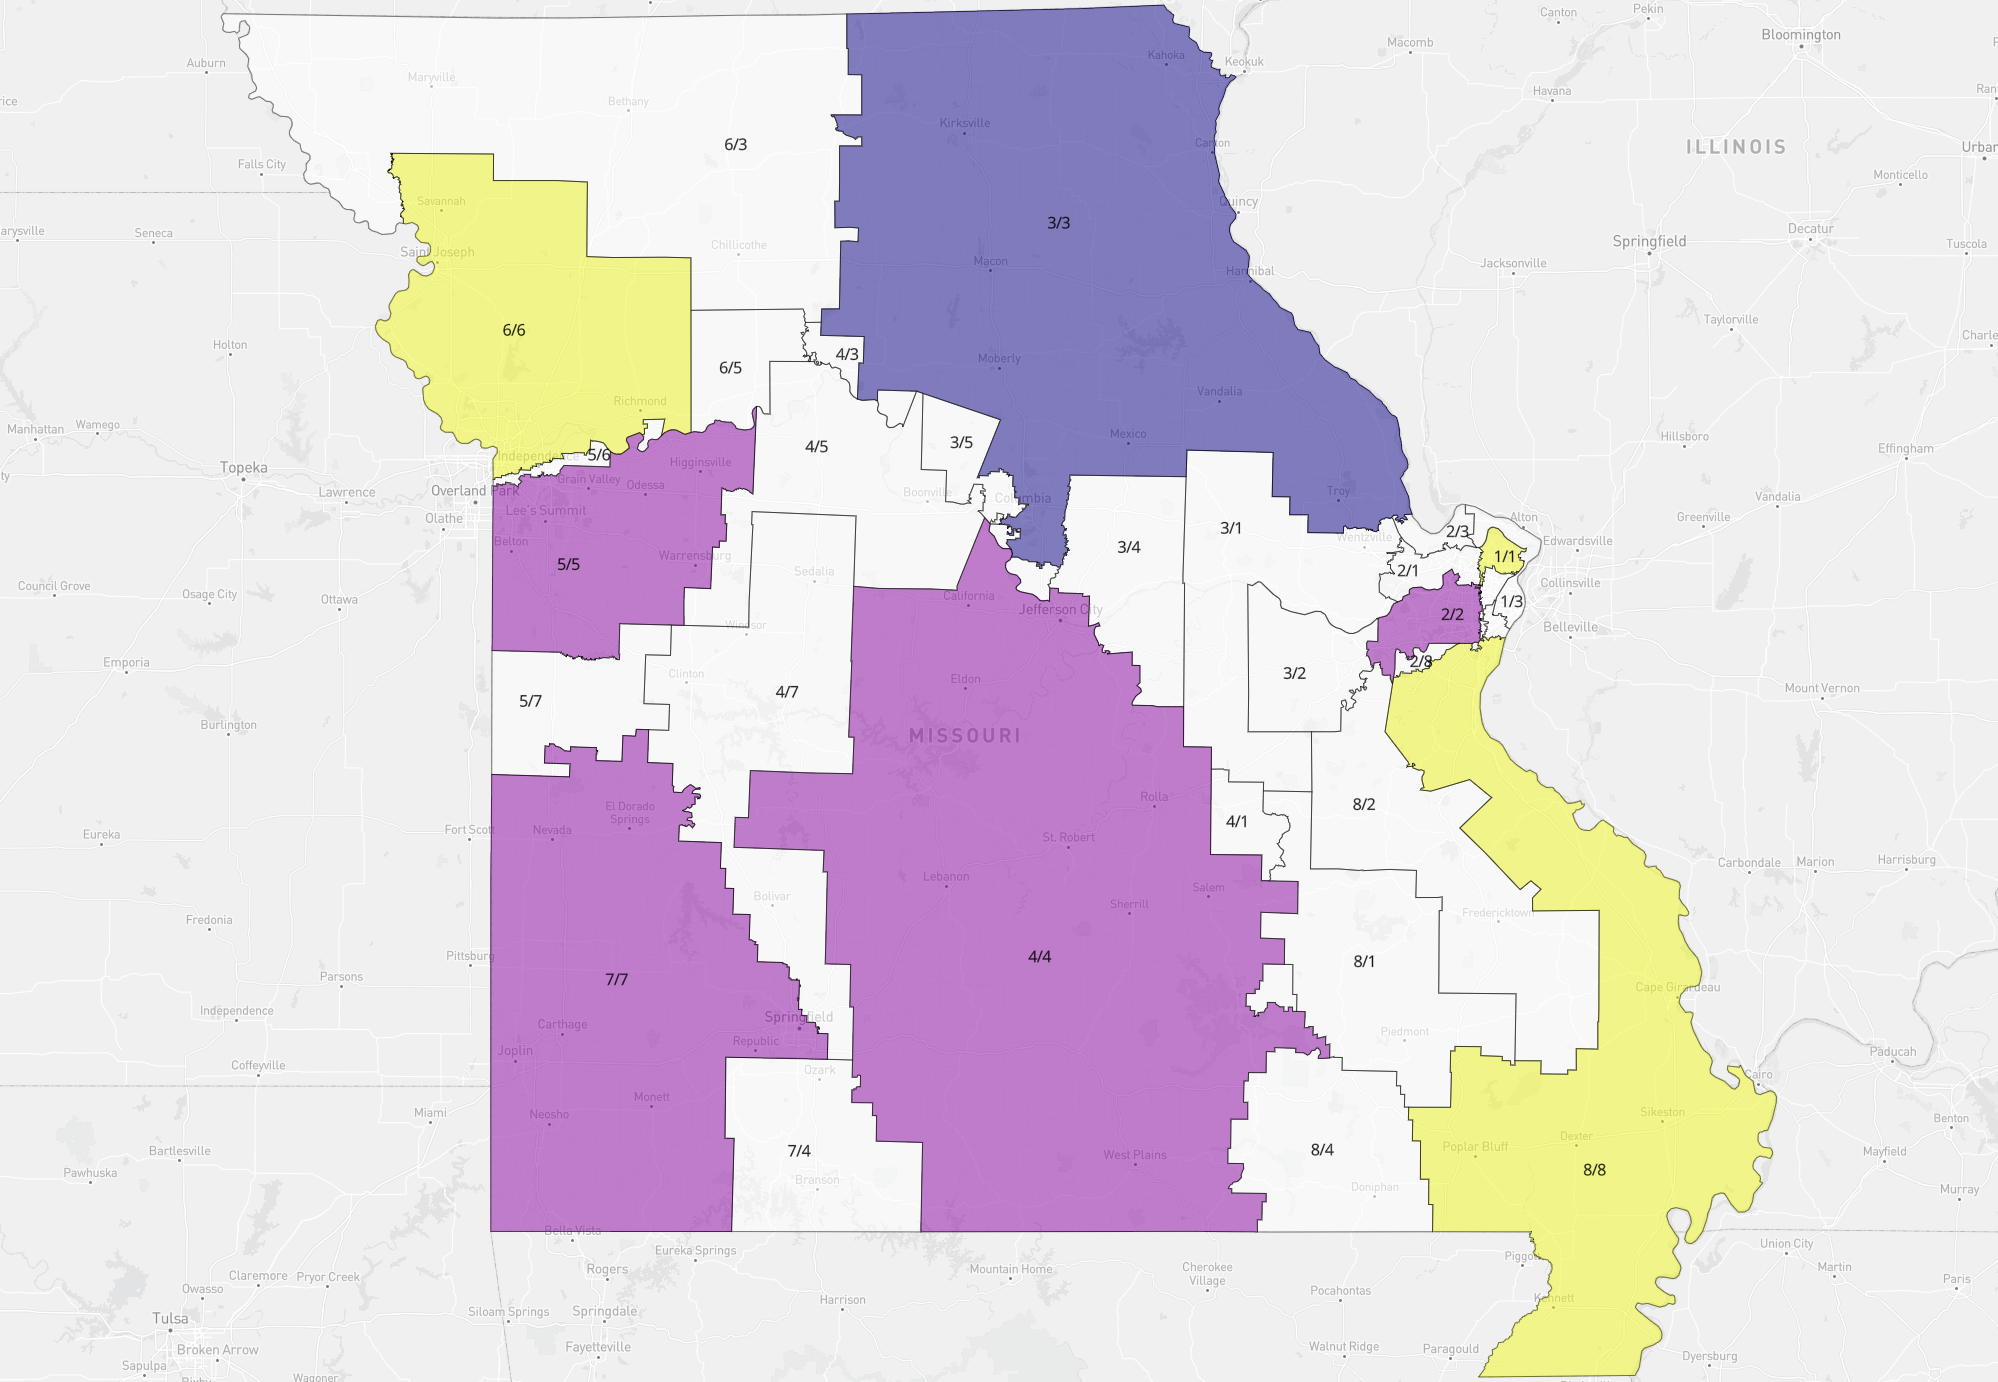 Auburn
Maryville
Bethany
Kahoka
Keokuk
Macomb
Canton
Pekin
Bloomington
Havana
Falls City
6/3
Kirksville
Canton
ILLINOIS
Monticello
Savannah
Seneca
Saint Joseph
Chillicothe
3/3
Quincy
Springfield
Decatur
Tuscola
Macon
Hannibal
Jacksonville
6/6
Holton
6/5
4/3
Moberly
Taylorville
Richmond
Vandalia
Manhattan
Wamego
Independence
5/6
4/5
3/5
Mexico
Hillsboro
Effingham
Topeka
Higginsville
Lawrence
Overland Park
Grain Valley
Odessa
Boonville
Columbia
Troy
Vandalia
Olathe
Lee's Summit
3/1
2/3
Alton
Greenville
Belton
Warrensburg
3/4
Wentzville
1/1
Edwardsville
5/5
Sedalia
2/1
Collinsville
Council Grove
Osage City
Ottawa
California
Jefferson City
1/3
2/2
Windsor
Belleville
Emporia
2/8
Clinton
Eldon
3/2
Mount Vernon
5/7
4/7
Burlington
MISSOURI
El Dorado
Springs
Rolla
8/2
4/1
Eureka
Fort Scott
Nevada
St. Robert
Carbondale
Marion
Harrisburg
Lebanon
Salem
Bolivar
Sherrill
Fredericktown
Fredonia
Pittsburg
4/4
8/1
Parsons
7/7
Cape Girardeau
Independence
Carthage
Springfield
Piedmont
Joplin
Republic
Paducah
Coffeyville
Ozark
Cairo
Miami
Neosho
Monett
Sikeston
Benton
Bartlesville
7/4
West Plains
8/4
Poplar Bluff
Dexter
Mayfield
Pawhuska
Branson
Doniphan
8/8
Murray
Bella Vista
Eureka Springs
Union City
Rogers
Mountain Home
Cherokee
Village
Martin
Claremore
Pryor Creek
Owasso
Pocahontas
Paris
Harrison
Kennett
Tulsa
Siloam Springs
Springdale
Broken Arrow
Fayetteville
Walnut Ridge
Paragould
Dyersburg
Sapulpa
Wagoner